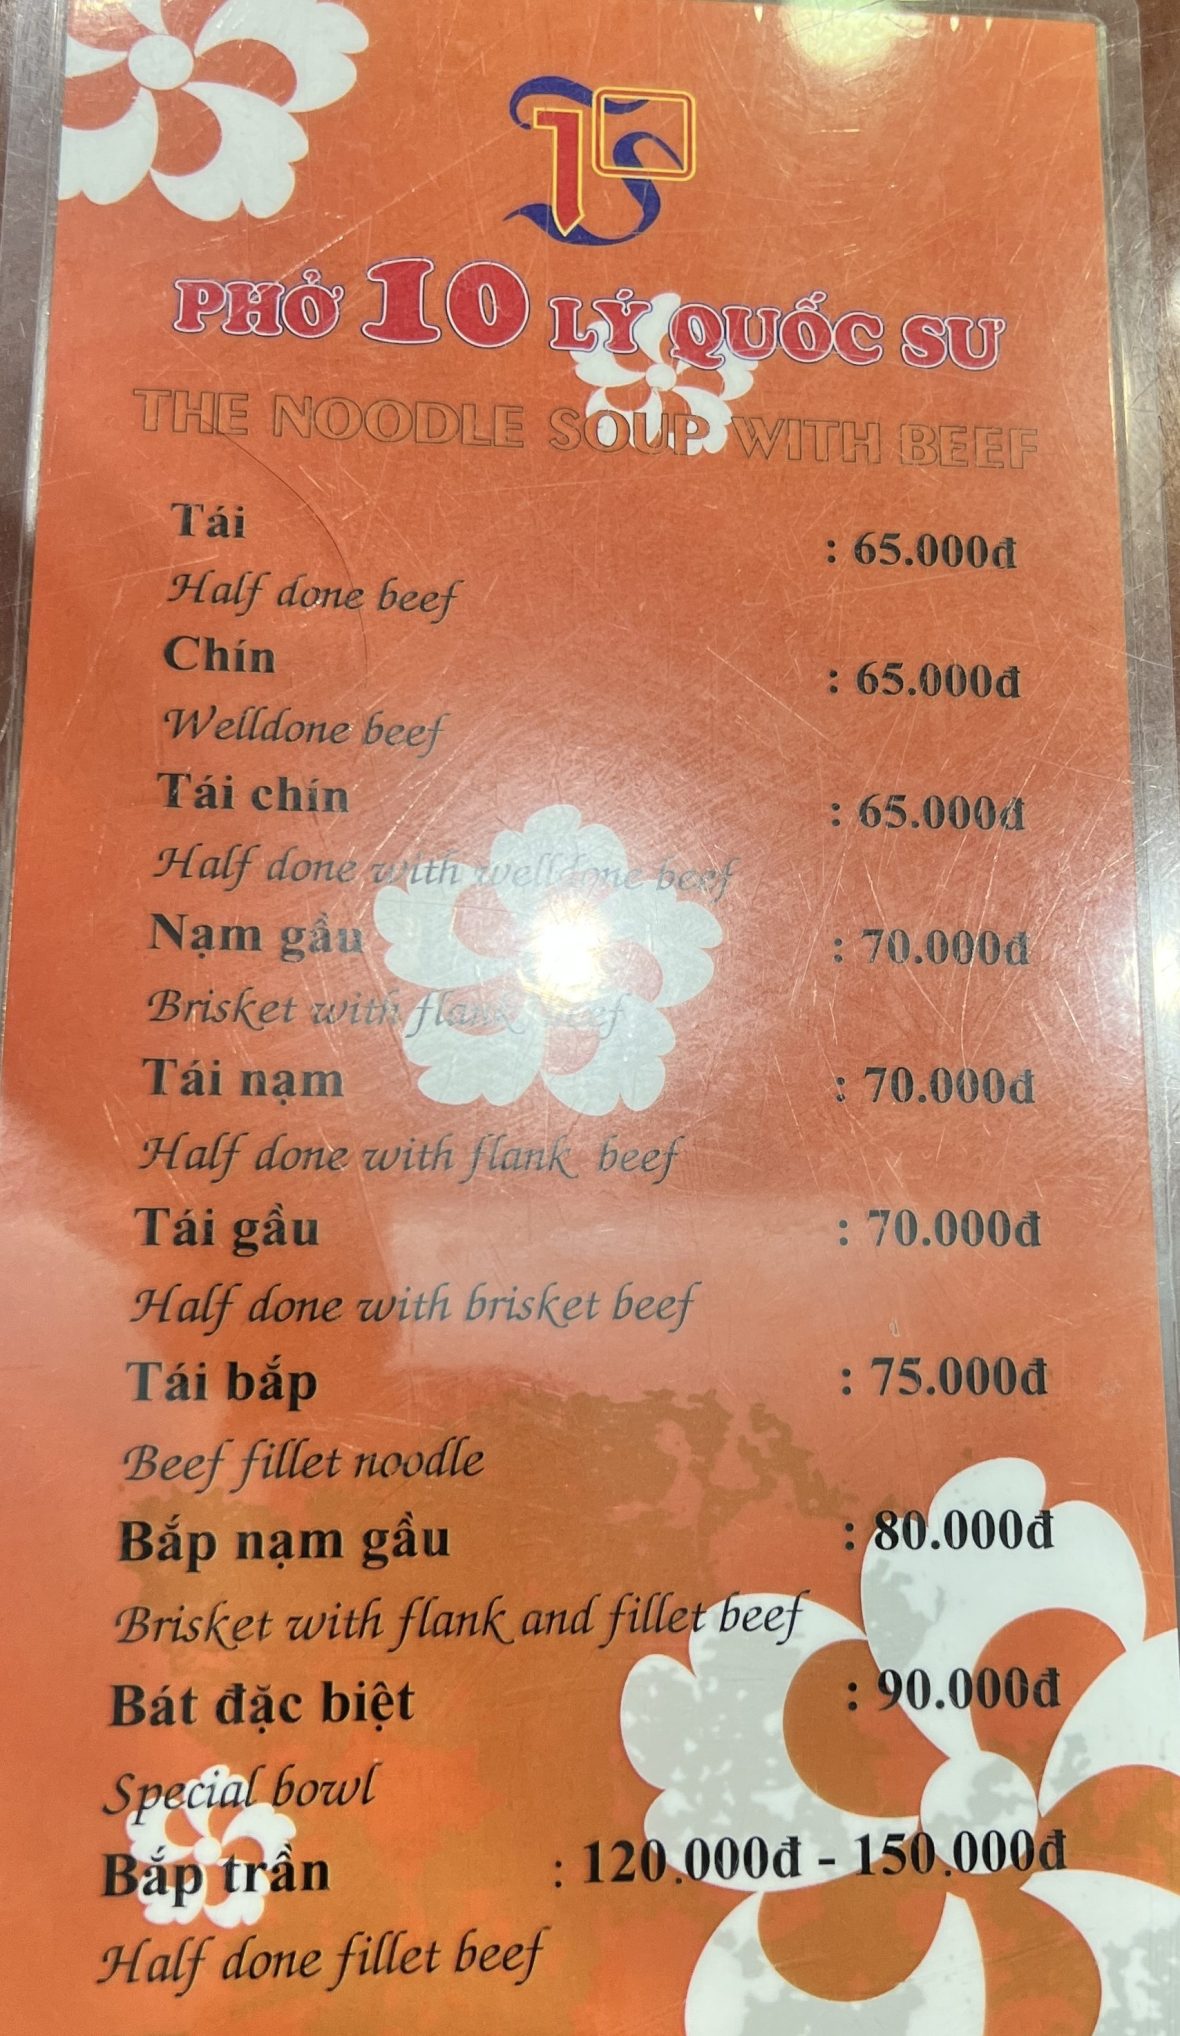 PHỞ 10 LÝ QUỐC SƯ
THE NOODLE SOUP WITH BEEF
Tái : 65.000đ
Half done beef
Chín : 65.000đ
Welldone beef
Tái chín : 65.000đ
Half done with welldone beef
Nạm gầu : 70.000đ
Brisket with flank beef
Tái nạm : 70.000đ
Half done with flank beef
Tái gầu : 70.000đ
Half done with brisket beef
Tái bắp : 75.000đ
Beef fillet noodle
Bắp nạm gầu : 80.000đ
Brisket with flank and fillet beef
Bát đặc biệt : 90.000đ
Special bowl
Bắp trần : 120.000đ - 150.000đ
Half done fillet beef